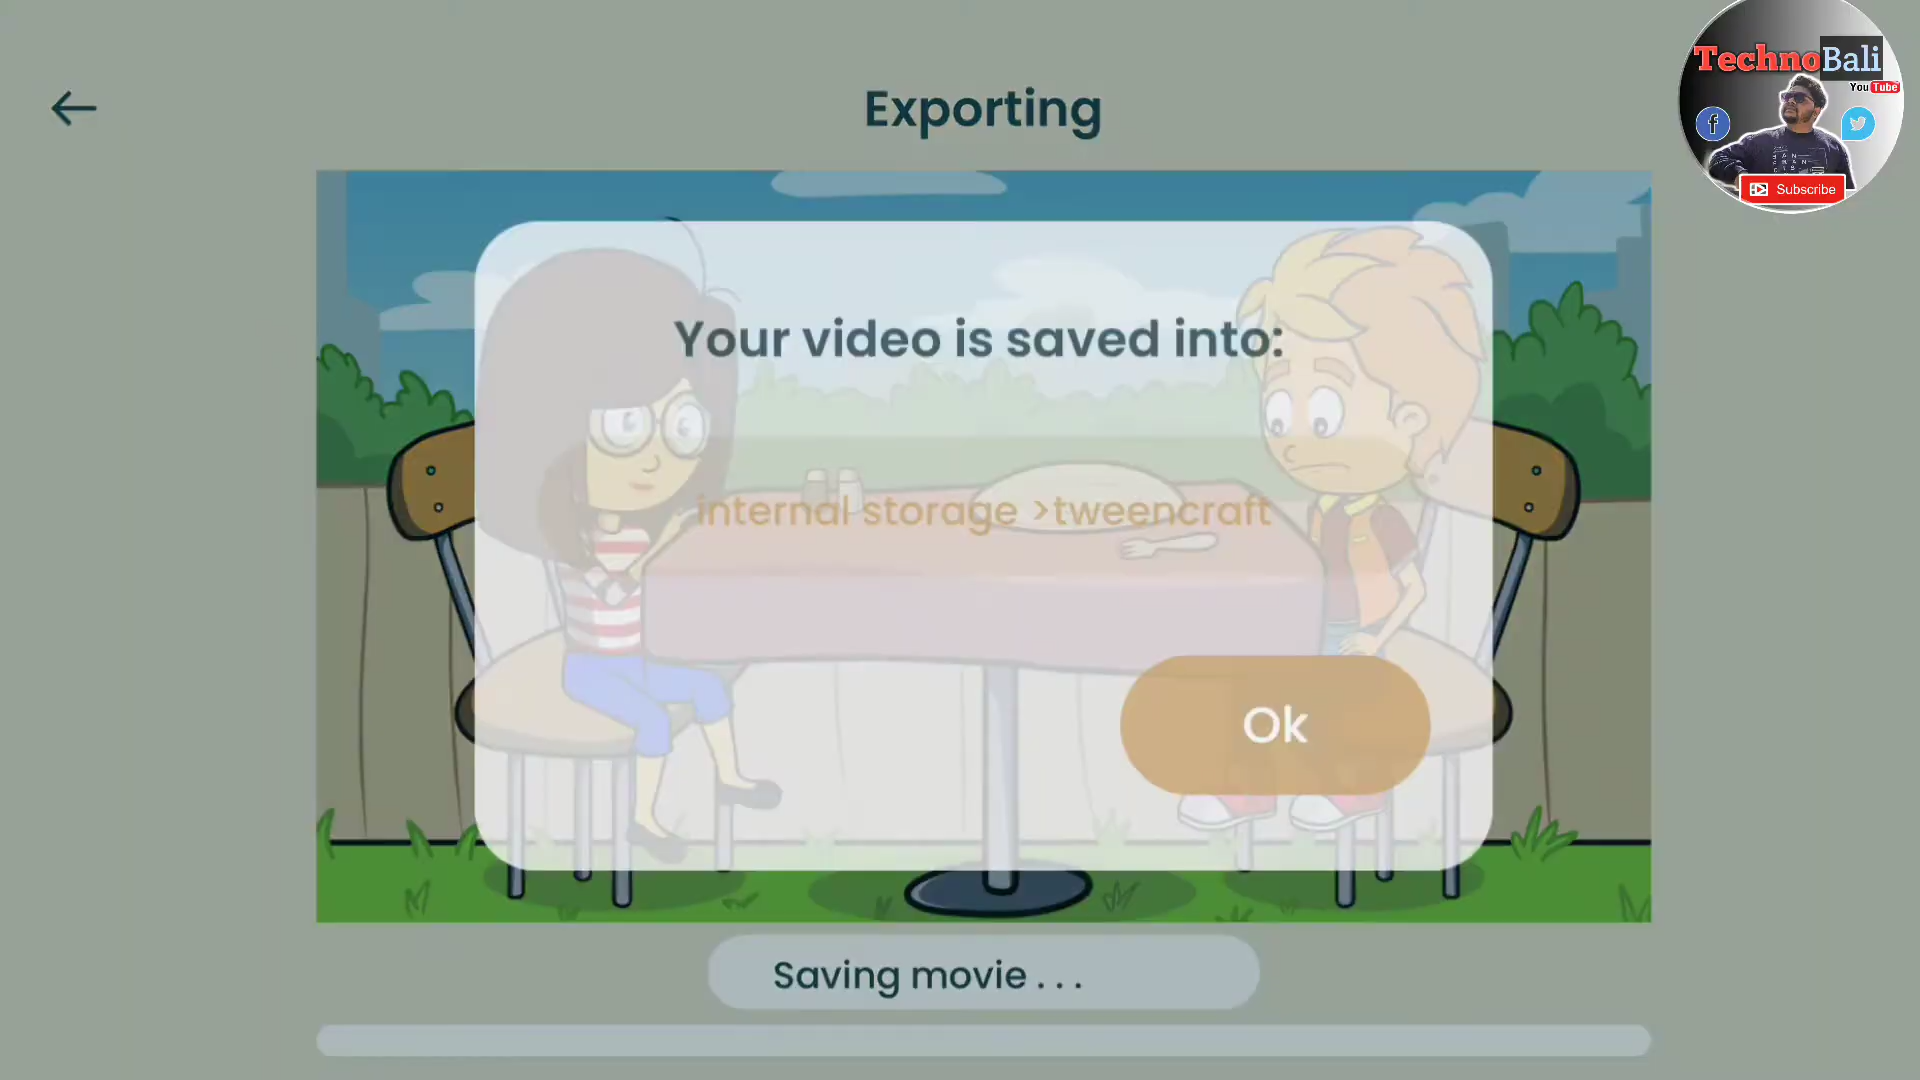 Exporting
TechnoBali
YouTube
f
Subscribe
Your video is saved into:
internal storage >tweencraft
Ok
Saving movie . . .